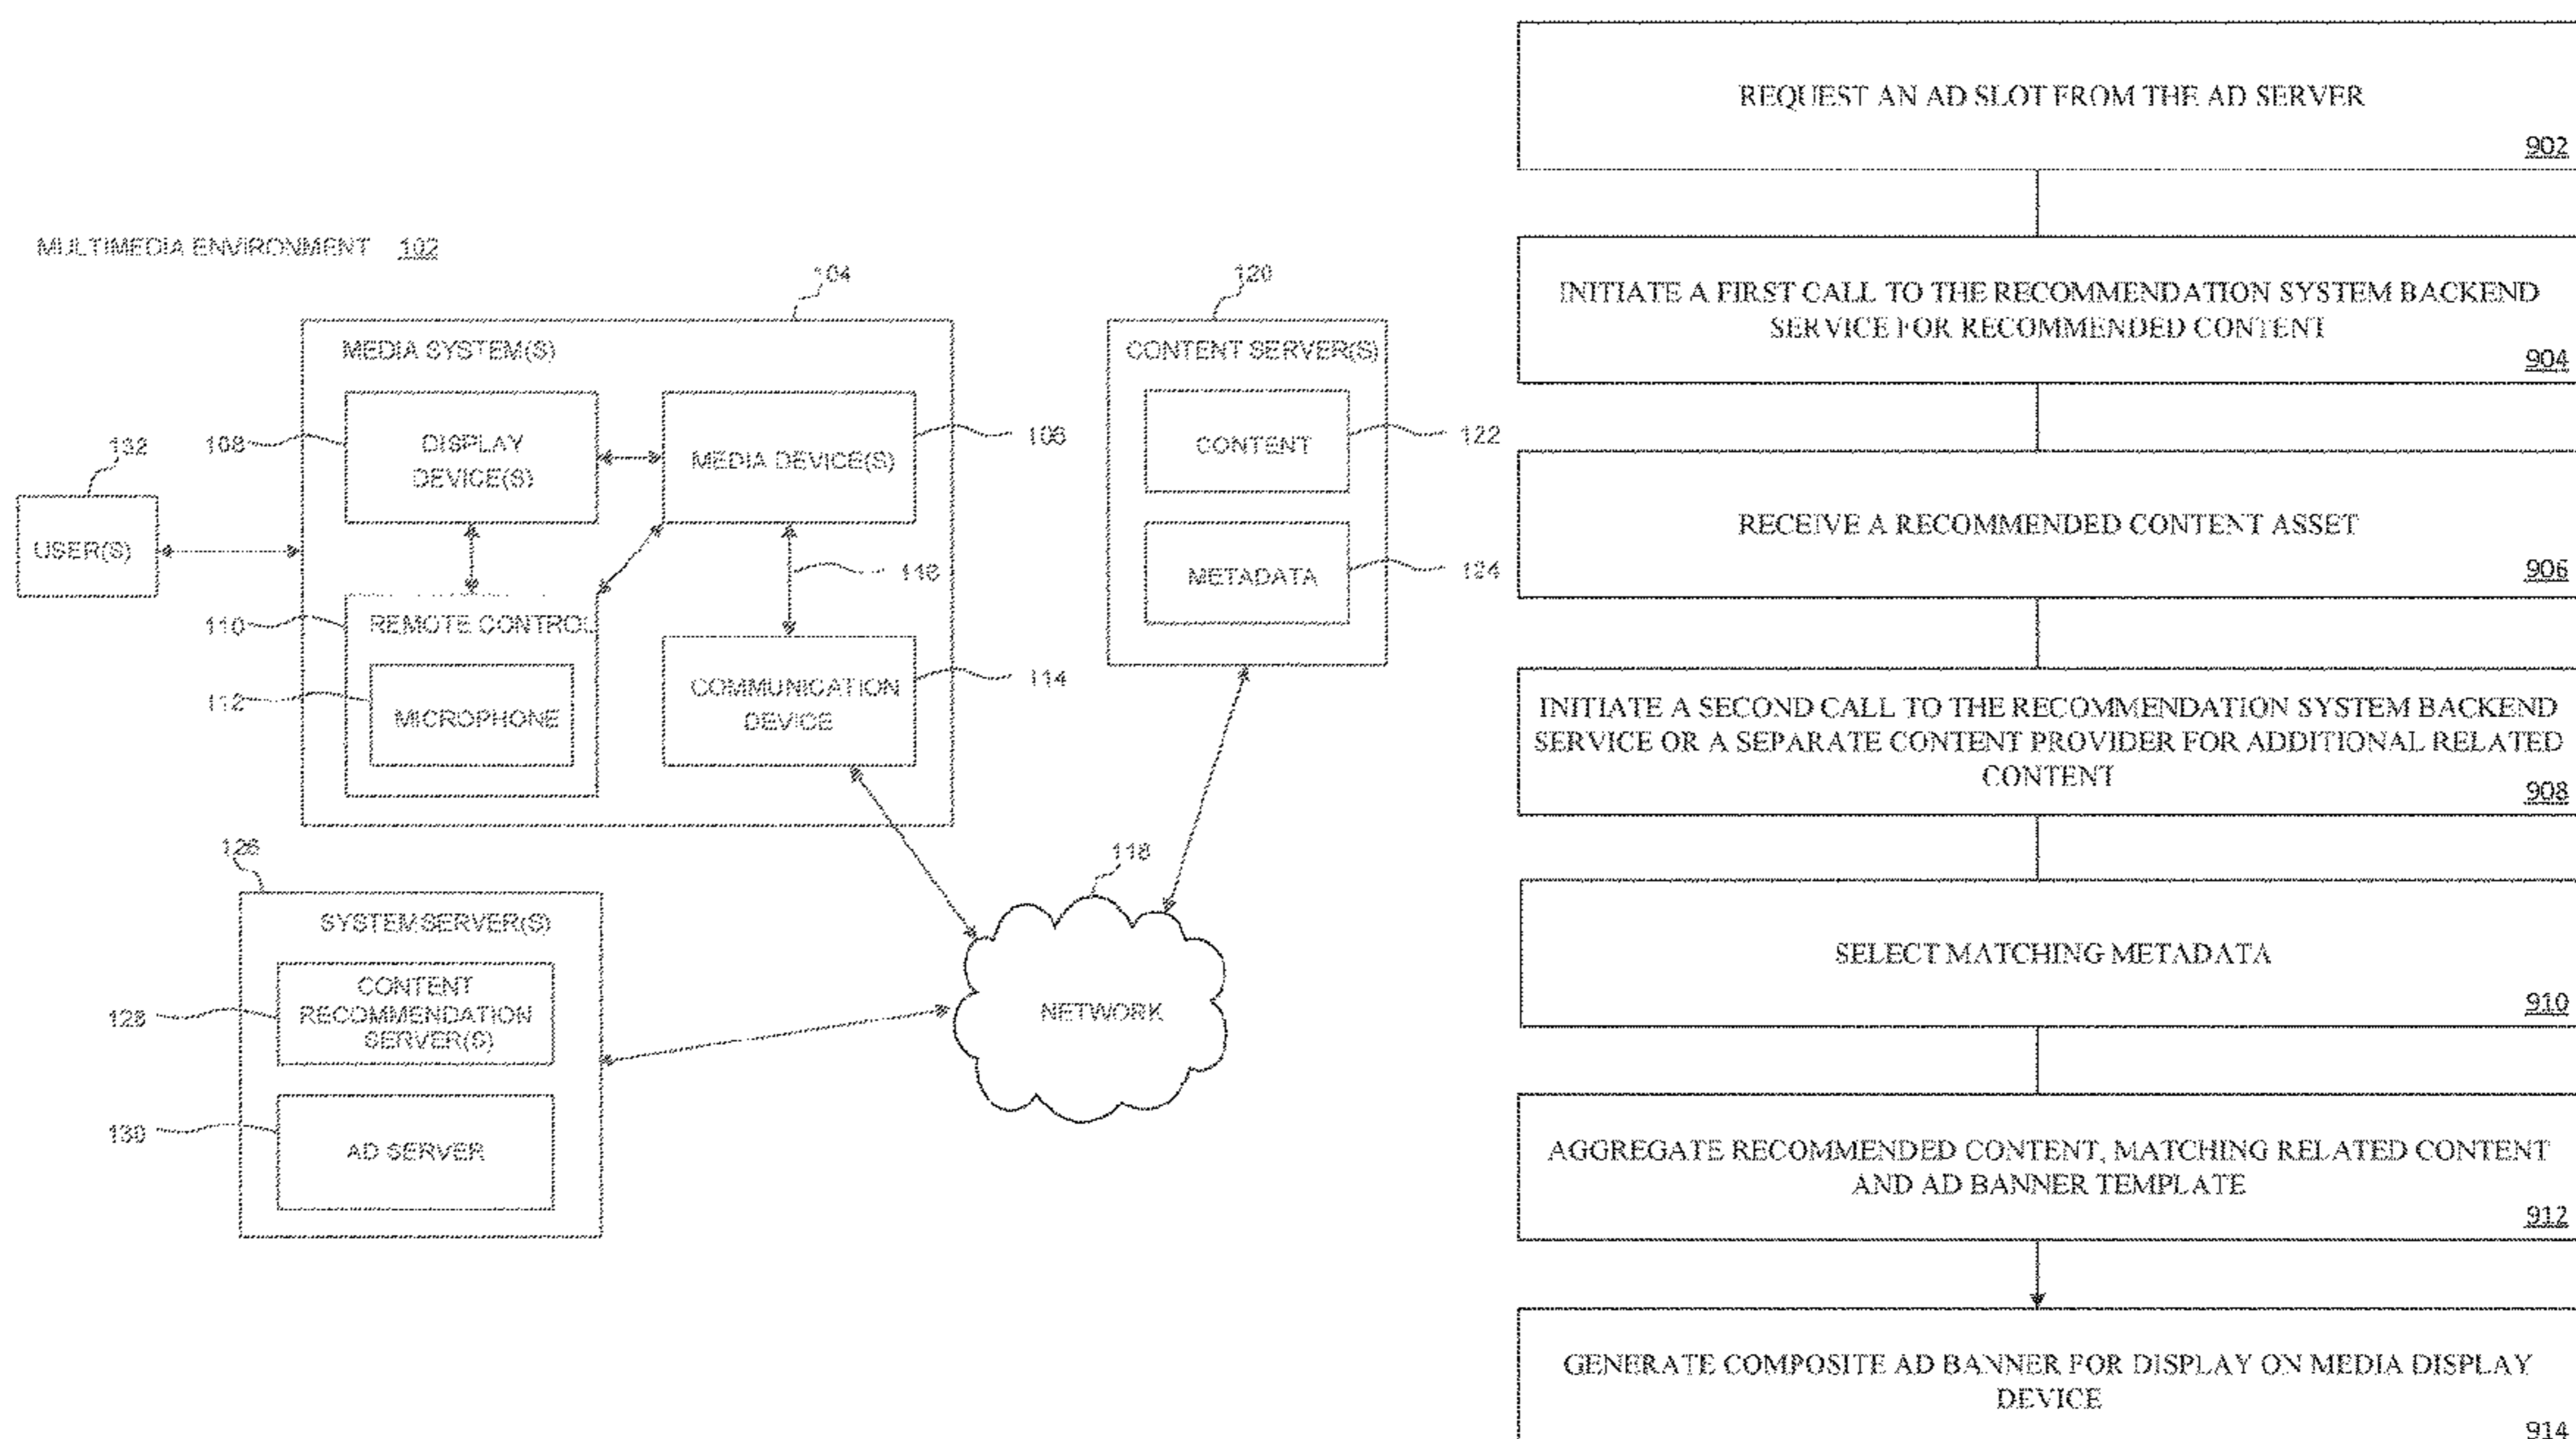 MULTIMEDIA ENVIRONMENT 102
104
MEDIA SYSTEM(S)
108
DISPLAY
DEVICE(S)
MEDIA DEVICE(S)
106
132
USER(S)
116
110
REMOTE CONTROL
112
MICROPHONE
COMMUNICATION
DEVICE
114
120
CONTENT SERVER(S)
CONTENT
122
METADATA
124
126
SYSTEM SERVER(S)
128
CONTENT
RECOMMENDATION
SERVER(S)
130
AD SERVER
118
NETWORK
REQUEST AN AD SLOT FROM THE AD SERVER
902
INITIATE A FIRST CALL TO THE RECOMMENDATION SYSTEM BACKEND
SERVICE FOR RECOMMENDED CONTENT
904
RECEIVE A RECOMMENDED CONTENT ASSET
906
INITIATE A SECOND CALL TO THE RECOMMENDATION SYSTEM BACKEND
SERVICE OR A SEPARATE CONTENT PROVIDER FOR ADDITIONAL RELATED
CONTENT
908
SELECT MATCHING METADATA
910
AGGREGATE RECOMMENDED CONTENT, MATCHING RELATED CONTENT
AND AD BANNER TEMPLATE
912
GENERATE COMPOSITE AD BANNER FOR DISPLAY ON MEDIA DISPLAY
DEVICE
914